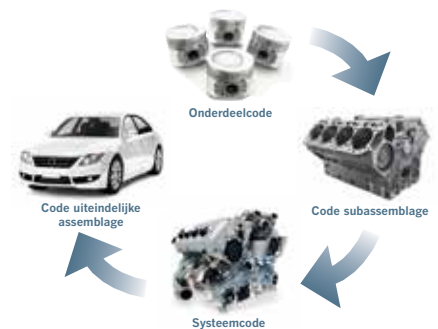 Onderdeelcode
Code subassemblage
Systeemcode
Code uiteindelijke
assemblage